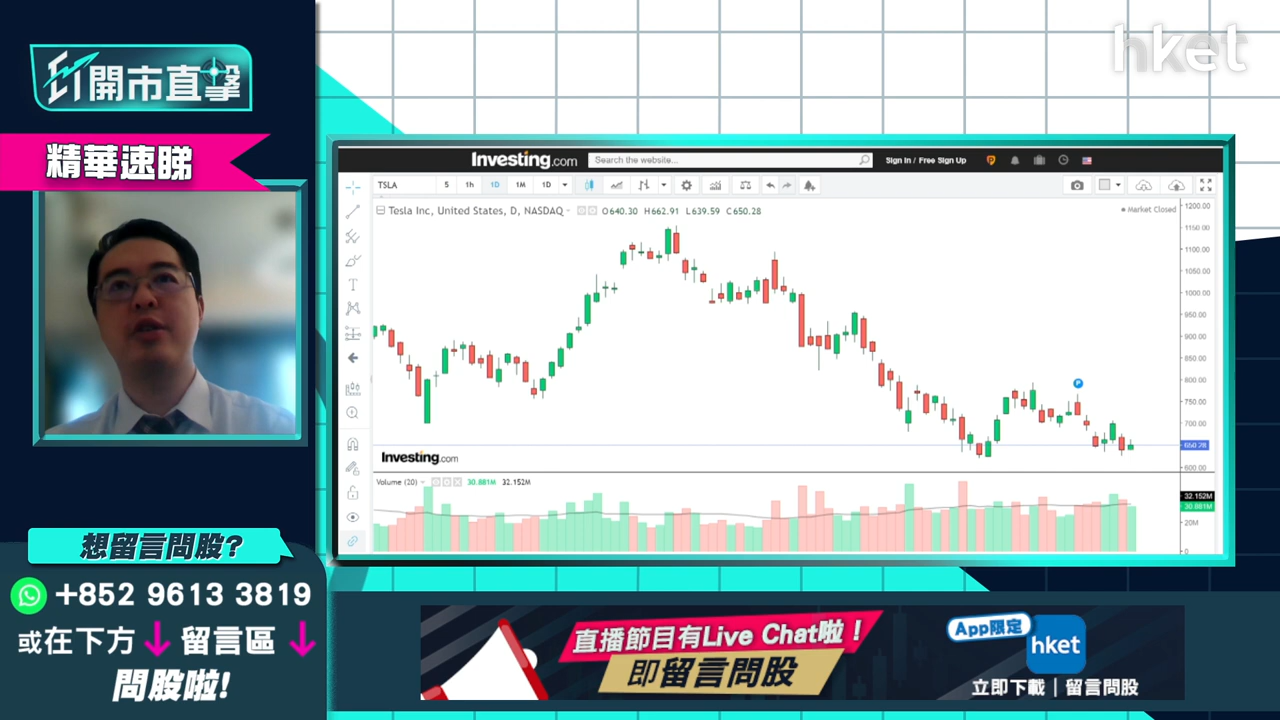 hket
ET開市直擊
精華速睇
Investing.com
Search the website...
Sign In / Free Sign Up
TSLA
5
1h
1D
1M
1D
Tesla Inc, United States, D, NASDAQ
O640.30 H662.91 L639.59 C650.28
Market Closed
1200.00
1150.00
1100.00
1050.00
1000.00
950.00
900.00
850.00
800.00
750.00
700.00
650.28
600.00
P
Investing.com
Volume (20)
30.881M 32.152M
32.152M
30.881M
20M
0
想留言問股?
+852 9613 3819
或在下方↓留言區↓
問股啦!
直播節目有Live Chat啦！
即留言問股
App限定
hket
立即下載｜留言問股